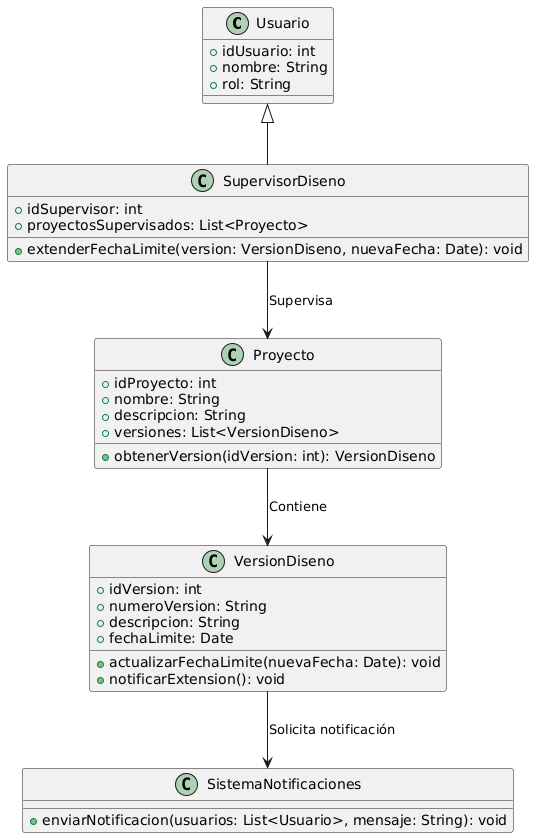 C Usuario
idUsuario: int
nombre: String
rol: String
C SupervisorDiseno
idSupervisor: int
proyectosSupervisados: List<Proyecto>
extenderFechaLimite(version: VersionDiseno, nuevaFecha: Date): void
Supervisa
C Proyecto
idProyecto: int
nombre: String
descripcion: String
versiones: List<VersionDiseno>
obtenerVersion(idVersion: int): VersionDiseno
Contiene
C VersionDiseno
idVersion: int
numeroVersion: String
descripcion: String
fechaLimite: Date
actualizarFechaLimite(nuevaFecha: Date): void
notificarExtension(): void
Solicita notificación
C SistemaNotificaciones
enviarNotificacion(usuarios: List<Usuario>, mensaje: String): void